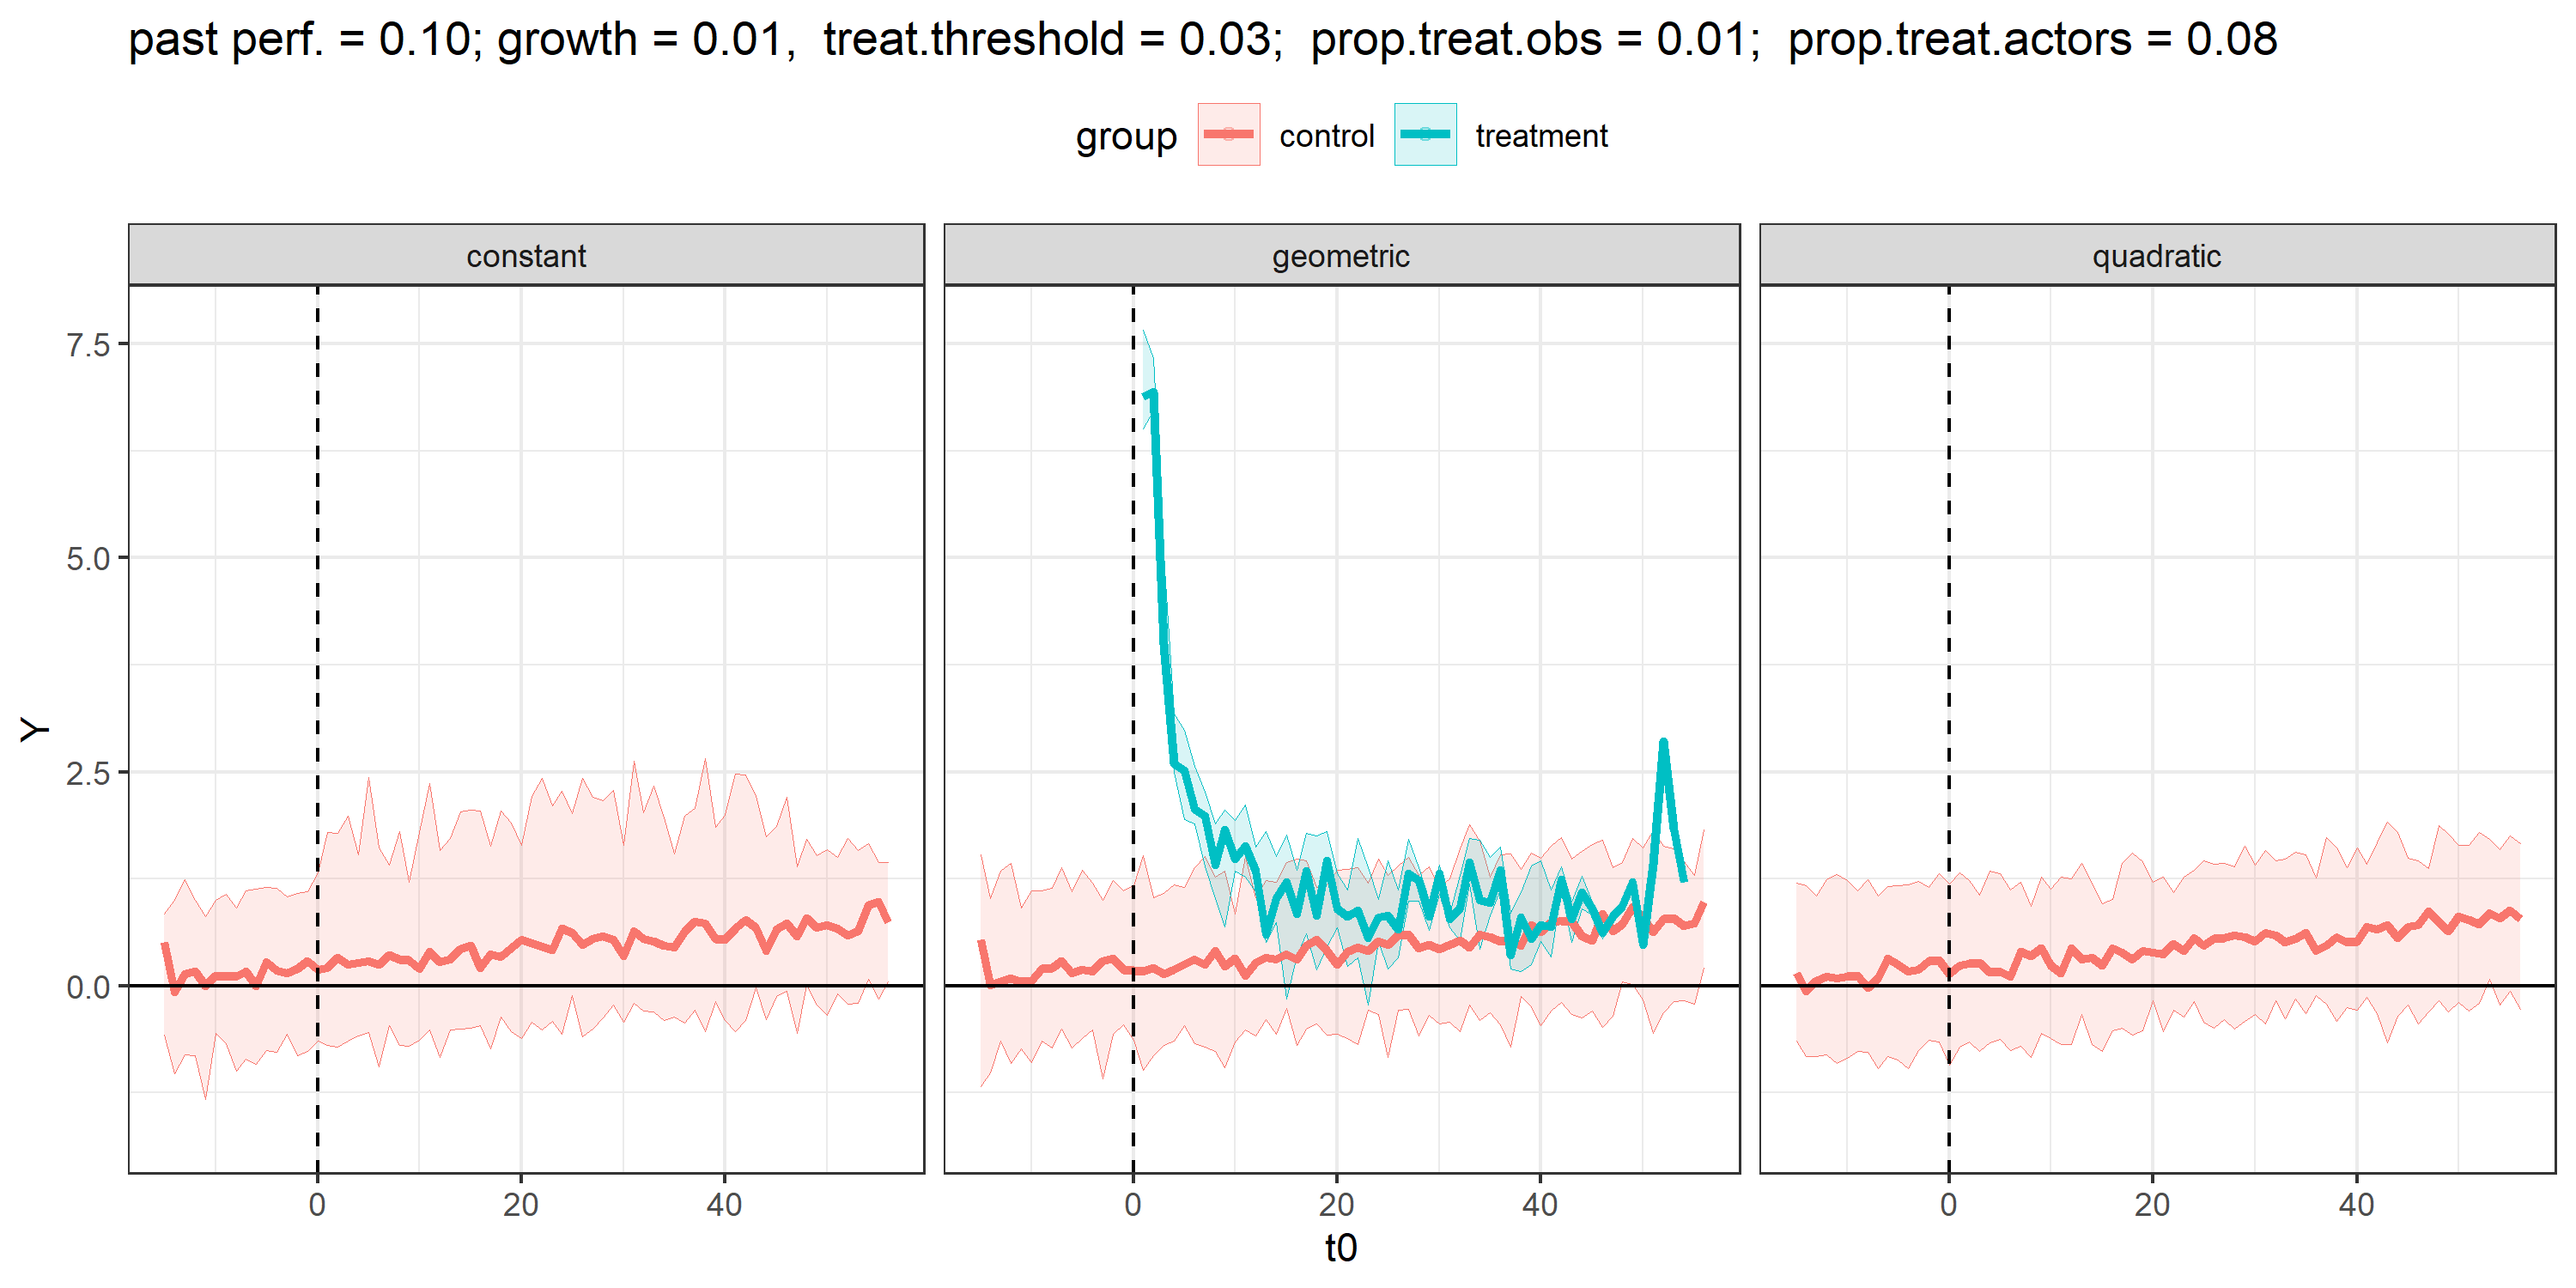 past perf. = 0.10; growth = 0.01,  treat.threshold = 0.03;  prop.treat.obs = 0.01;  prop.treat.actors = 0.08
group control treatment
constant geometric quadratic
7.5
5.0
2.5
0.0
Y
0 20 40 0 20 40 0 20 40
t0